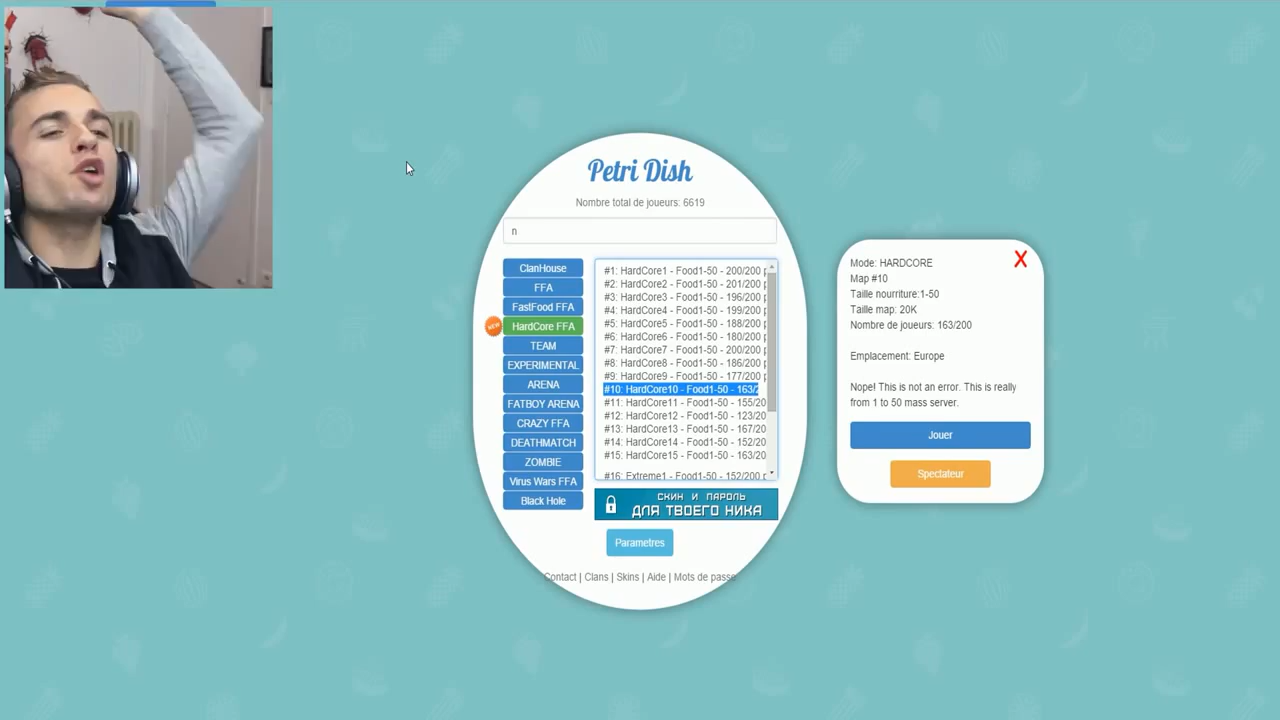 Petri Dish
Nombre total de joueurs: 6619
n
ClanHouse
FFA
FastFood FFA
NEW
HardCore FFA
TEAM
EXPERIMENTAL
ARENA
FATBOY ARENA
CRAZY FFA
DEATHMATCH
ZOMBIE
Virus Wars FFA
Black Hole
#1: HardCore1 - Food1-50 - 200/200 p
#2: HardCore2 - Food1-50 - 201/200 p
#3: HardCore3 - Food1-50 - 196/200 p
#4: HardCore4 - Food1-50 - 199/200 p
#5: HardCore5 - Food1-50 - 188/200 p
#6: HardCore6 - Food1-50 - 180/200 p
#7: HardCore7 - Food1-50 - 200/200 p
#8: HardCore8 - Food1-50 - 186/200 p
#9: HardCore9 - Food1-50 - 177/200 p
#10: HardCore10 - Food1-50 - 163/2
#11: HardCore11 - Food1-50 - 155/20
#12: HardCore12 - Food1-50 - 123/20
#13: HardCore13 - Food1-50 - 167/20
#14: HardCore14 - Food1-50 - 152/20
#15: HardCore15 - Food1-50 - 163/20
#16: Extreme1 - Food1-50 - 152/200 p
СКИН И ПАРОЛЬ
ДЛЯ ТВОЕГО НИКА
Parametres
Contact | Clans | Skins | Aide | Mots de passe
X
Mode: HARDCORE
Map #10
Taille nourriture:1-50
Taille map: 20K
Nombre de joueurs: 163/200
Emplacement: Europe
Nope! This is not an error. This is really
from 1 to 50 mass server.
Jouer
Spectateur